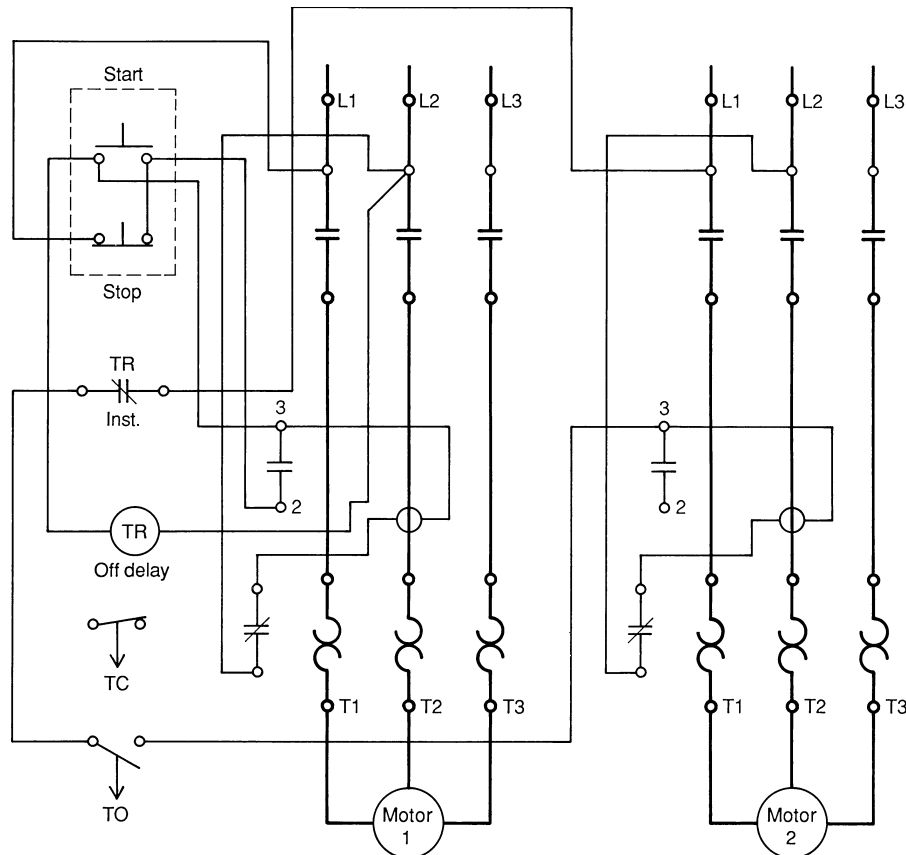 Start
L1
L2
L3
L1
L2
L3
Stop
TR
Inst.
3
3
2
2
TR
Off delay
TC
T1
T2
T3
T1
T2
T3
TO
Motor
1
Motor
2